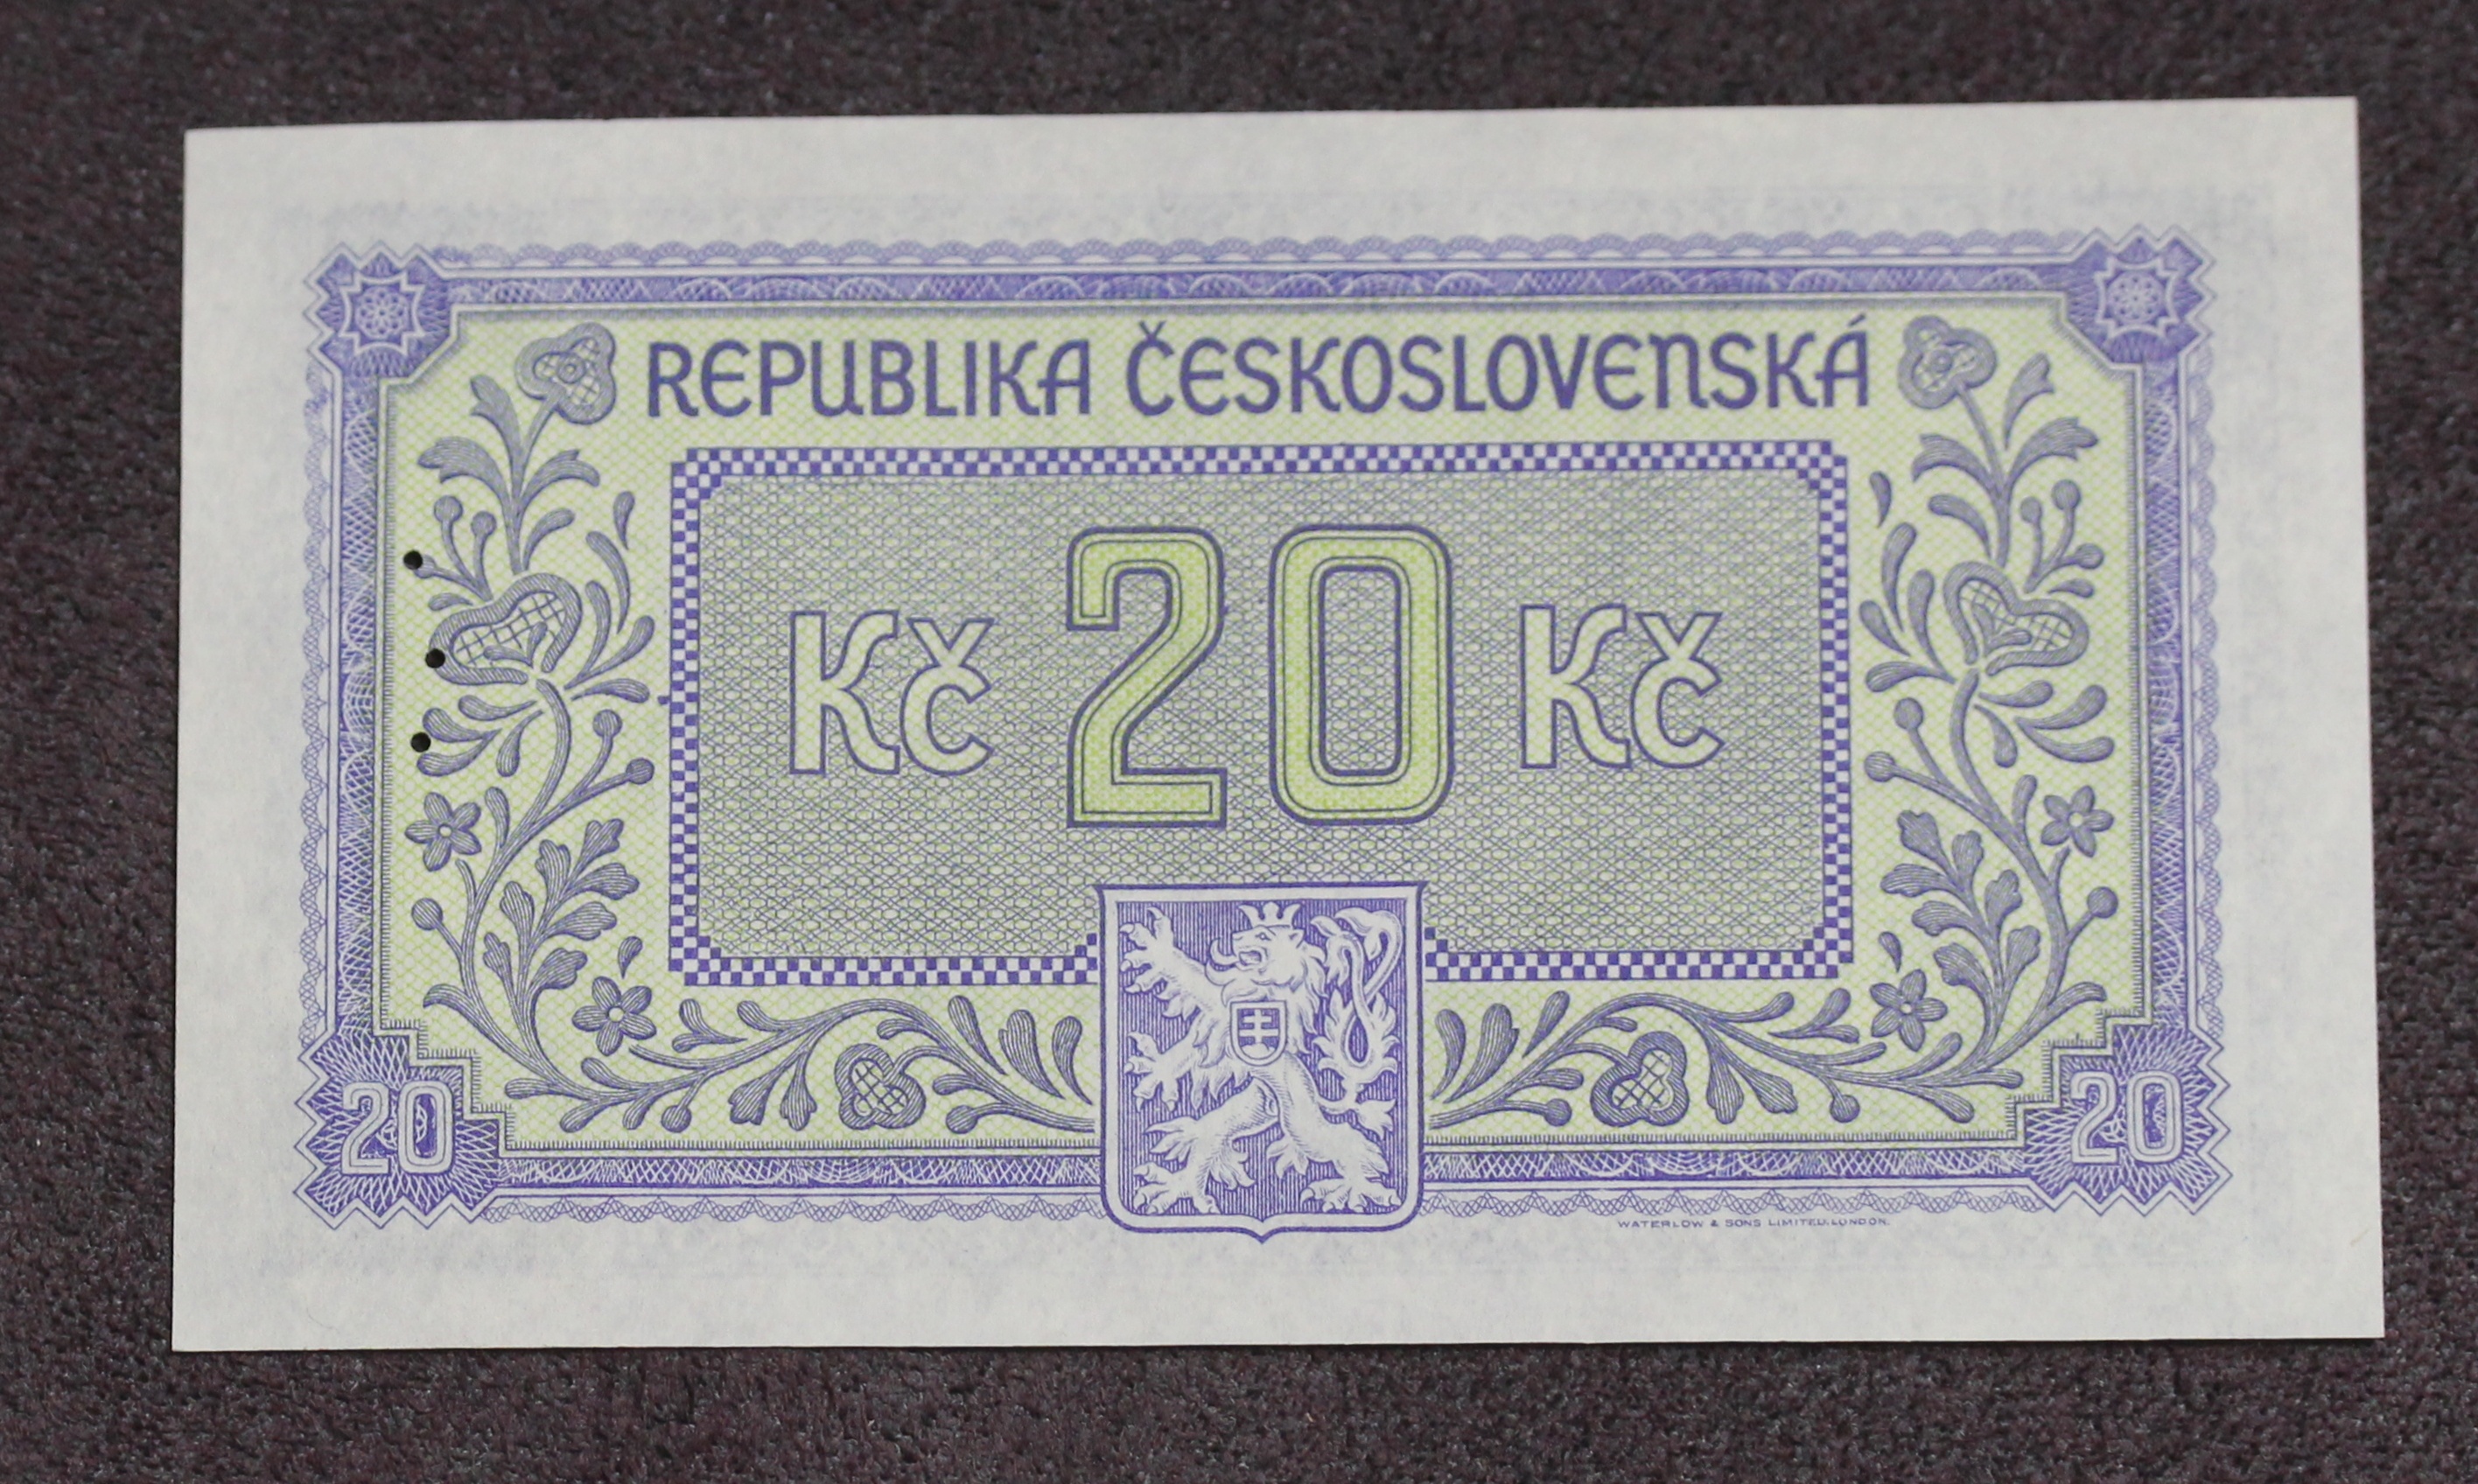 REPUBLIKA ČESKOSLOVENSKÁ
Kč 20 Kč
20 20
WATERLOW & SONS LIMITED. LONDON.